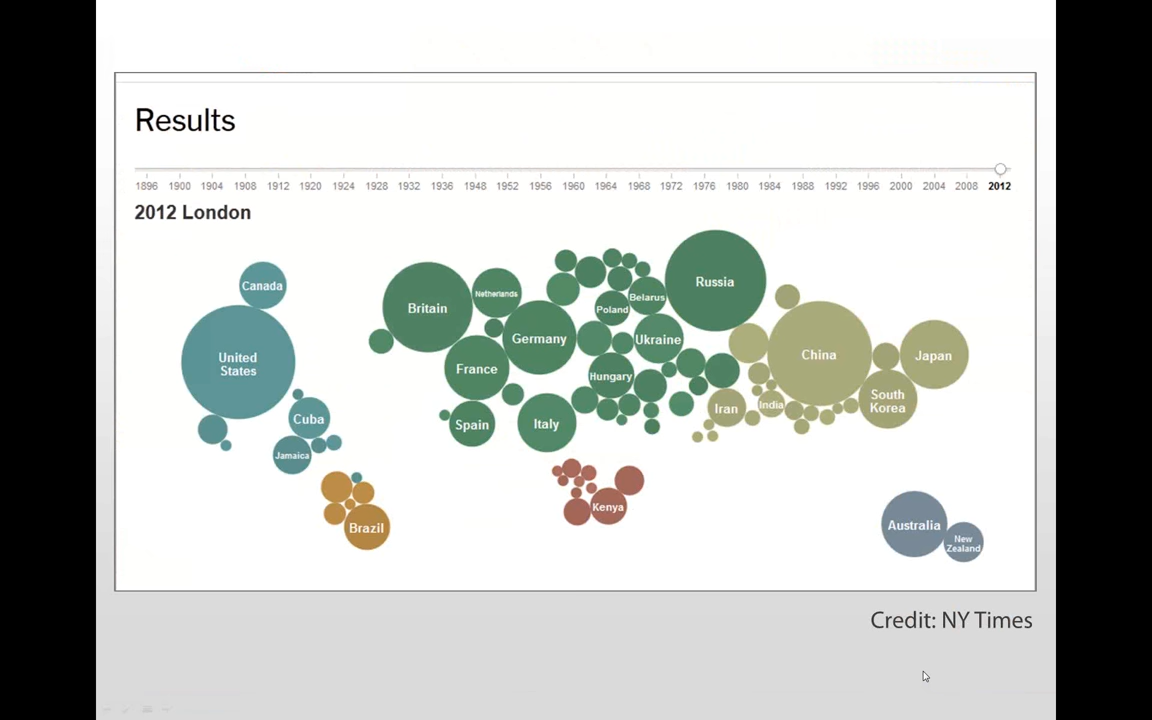 Results
1896 1900 1904 1908 1912 1920 1924 1928 1932 1936 1948 1952 1956 1960 1964 1968 1972 1976 1980 1984 1988 1992 1996 2000 2004 2008 2012
2012 London
Canada
United
States
Cuba
Jamaica
Brazil
Britain
Netherlands
Germany
France
Spain
Italy
Poland
Belarus
Ukraine
Hungary
Russia
Kenya
China
Iran
India
South
Korea
Japan
Australia
New
Zealand
Credit: NY Times